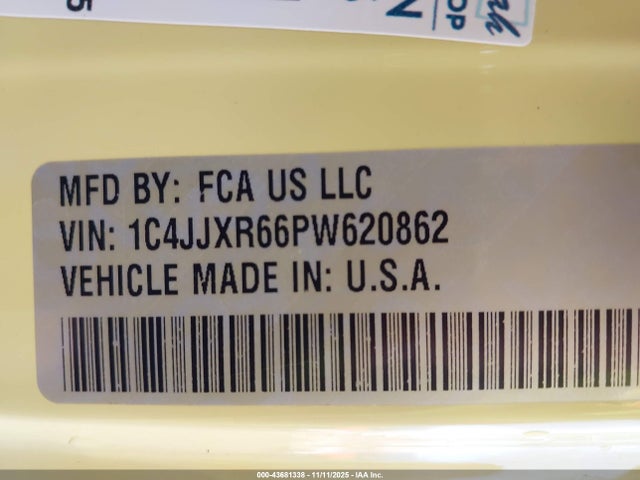 MFD BY: FCA US LLC
VIN: 1C4JJXR66PW620862
VEHICLE MADE IN: U.S.A.
000-43681338 - 11/11/2025 - IAA Inc.